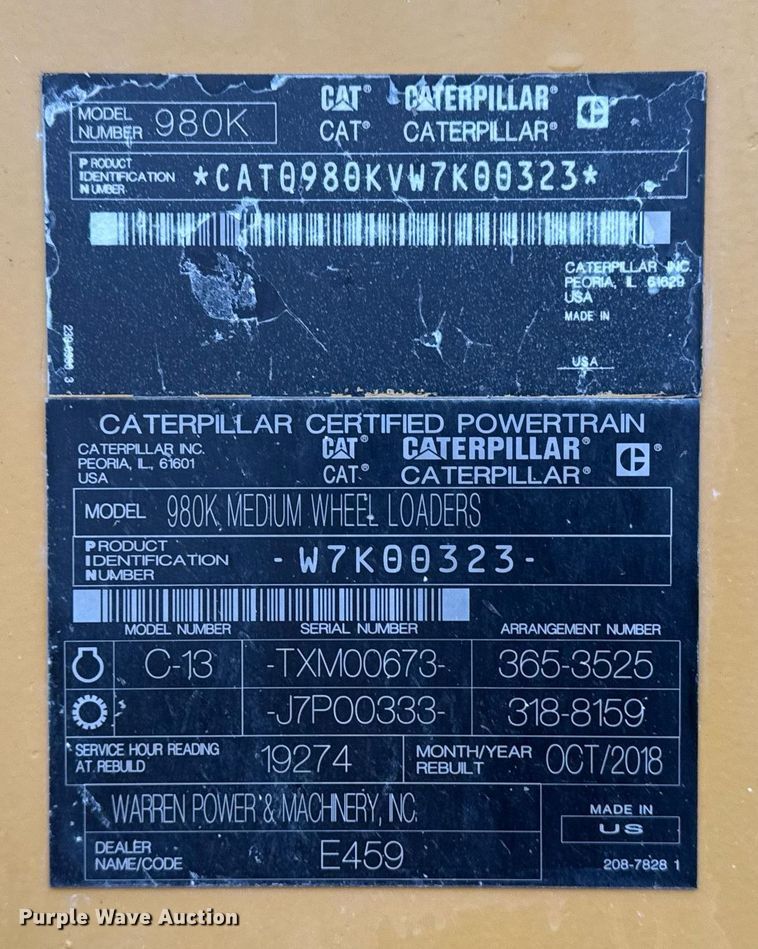 CAT® CATERPILLAR®
MODEL NUMBER 980K
CAT® CATERPILLAR®
PRODUCT IDENTIFICATION NUMBER *CAT0980KVW7K00323*
CATERPILLAR INC.
PEORIA, IL 61629
USA
MADE IN
USA
CATERPILLAR CERTIFIED POWERTRAIN
CATERPILLAR INC.
PEORIA, IL, 61601
USA
CAT® CATERPILLAR®
CAT® CATERPILLAR®
MODEL 980K MEDIUM WHEEL LOADERS
PRODUCT IDENTIFICATION NUMBER -W7K00323-
MODEL NUMBER SERIAL NUMBER ARRANGEMENT NUMBER
C-13 -TXM00673- 365-3525
-J7P00333- 318-8159
SERVICE HOUR READING AT REBUILD 19274 MONTH/YEAR REBUILT OCT/2018
WARREN POWER & MACHINERY, INC.
DEALER NAME/CODE E459
MADE IN
US
208-7828 1
Purple Wave Auction